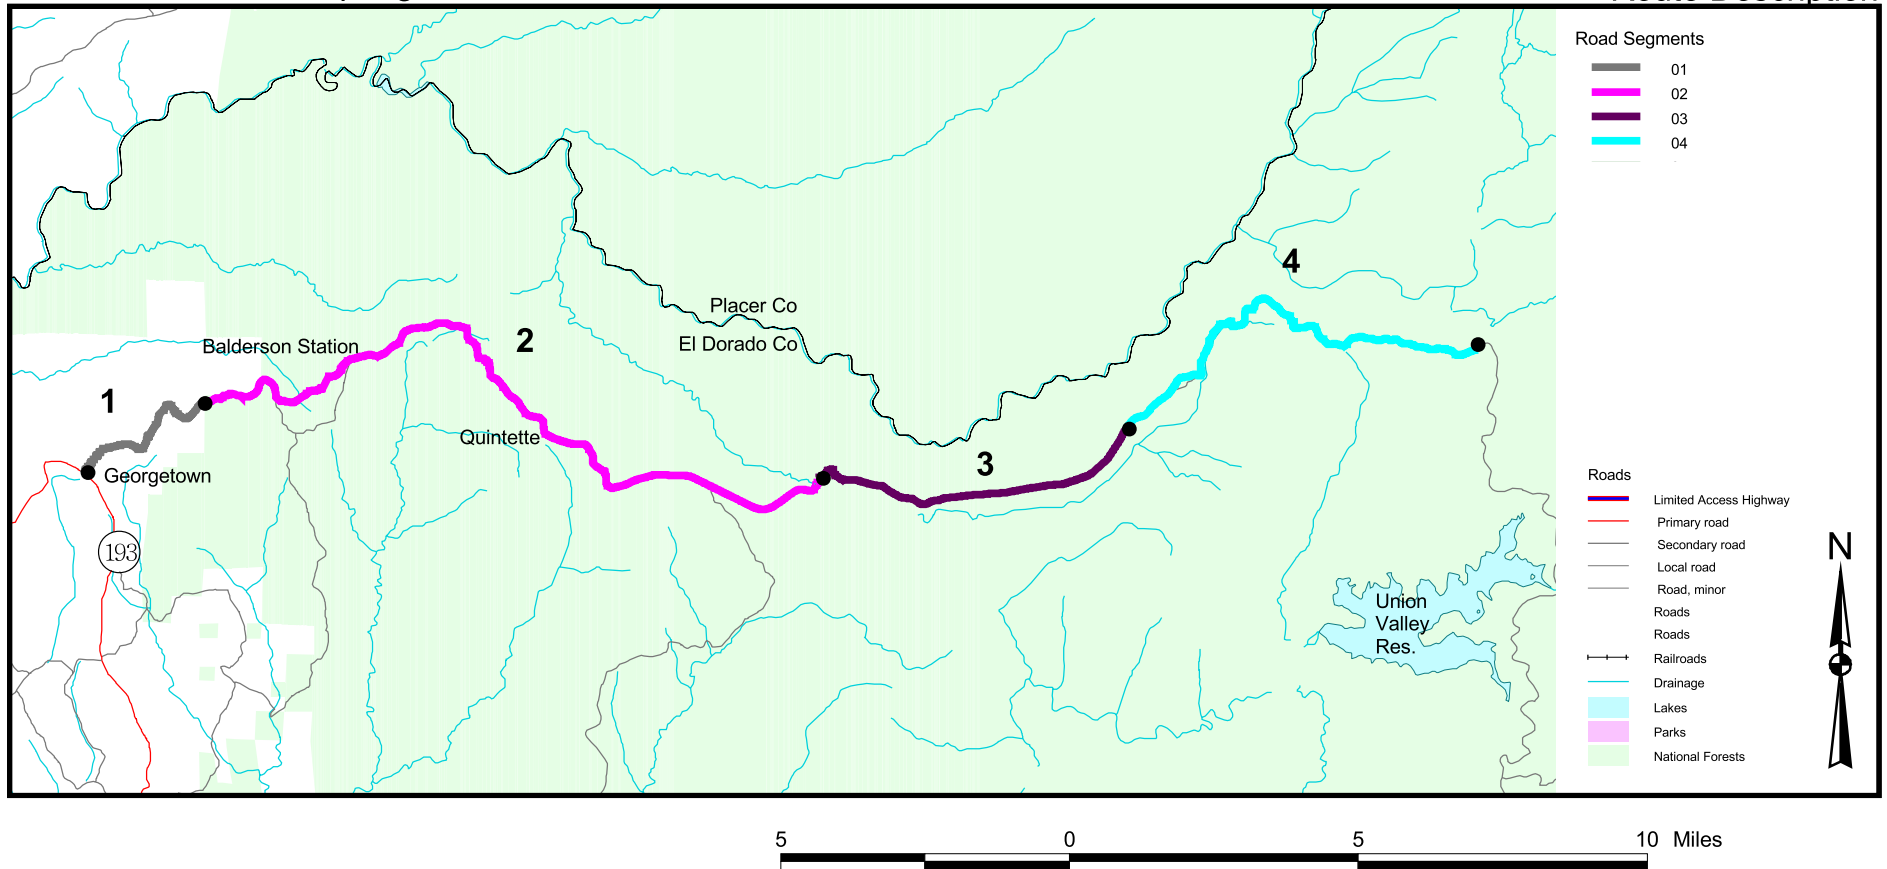 Route Description
Road Segments
01
02
03
04
Placer Co
El Dorado Co
Balderson Station
1
2
3
4
Quintette
Georgetown
193
Union
Valley
Res.
Roads
Limited Access Highway
Primary road
Secondary road
Local road
Road, minor
Roads
Roads
Railroads
Drainage
Lakes
Parks
National Forests
N
5 0 5 10 Miles